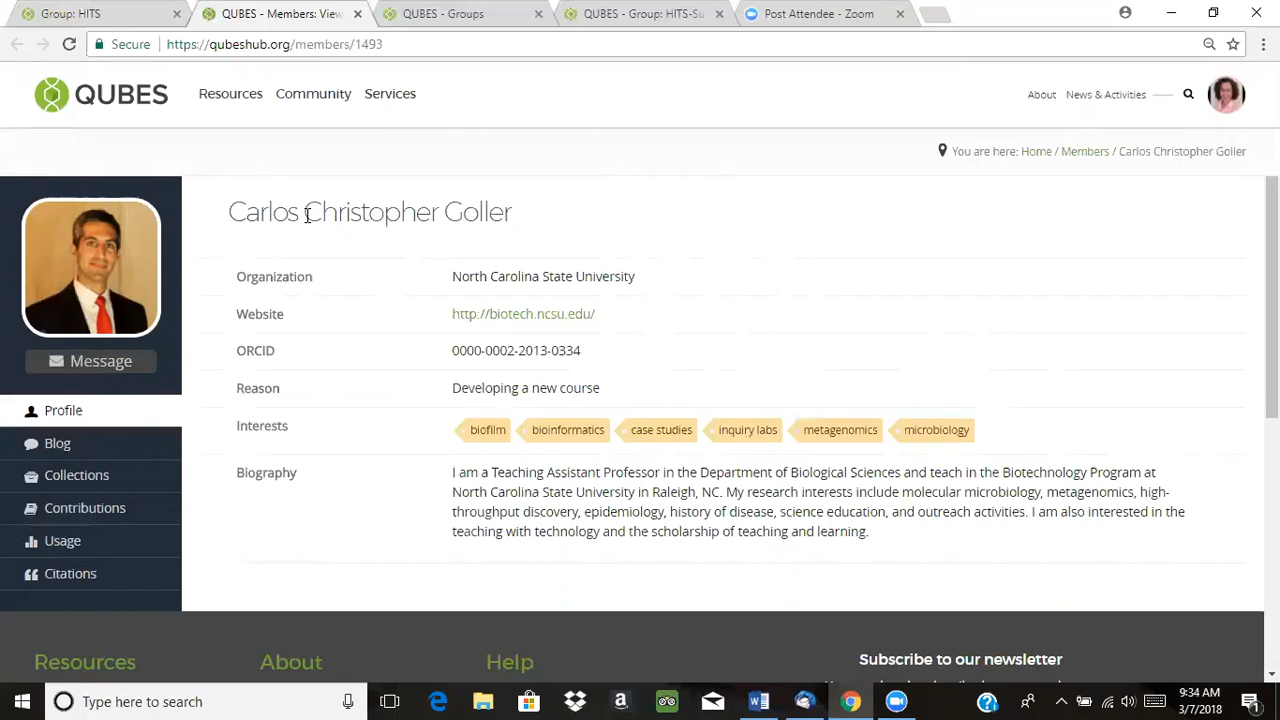 Group: HITS
QUBES - Members: View
QUBES - Groups
QUBES - Group: HITS-Su
Post Attendee - Zoom
Secure
https://qubeshub.org/members/1493
QUBES
Resources
Community
Services
About
News & Activities
You are here: Home / Members / Carlos Christopher Goller
Carlos Christopher Goller
Organization
North Carolina State University
Website
http://biotech.ncsu.edu/
ORCID
0000-0002-2013-0334
Reason
Developing a new course
Interests
biofilm
bioinformatics
case studies
inquiry labs
metagenomics
microbiology
Biography
I am a Teaching Assistant Professor in the Department of Biological Sciences and teach in the Biotechnology Program at
North Carolina State University in Raleigh, NC. My research interests include molecular microbiology, metagenomics, high-
throughput discovery, epidemiology, history of disease, science education, and outreach activities. I am also interested in the
teaching with technology and the scholarship of teaching and learning.
Message
Profile
Blog
Collections
Contributions
Usage
Citations
Resources
About
Help
Subscribe to our newsletter
Type here to search
9:34 AM
3/7/2018